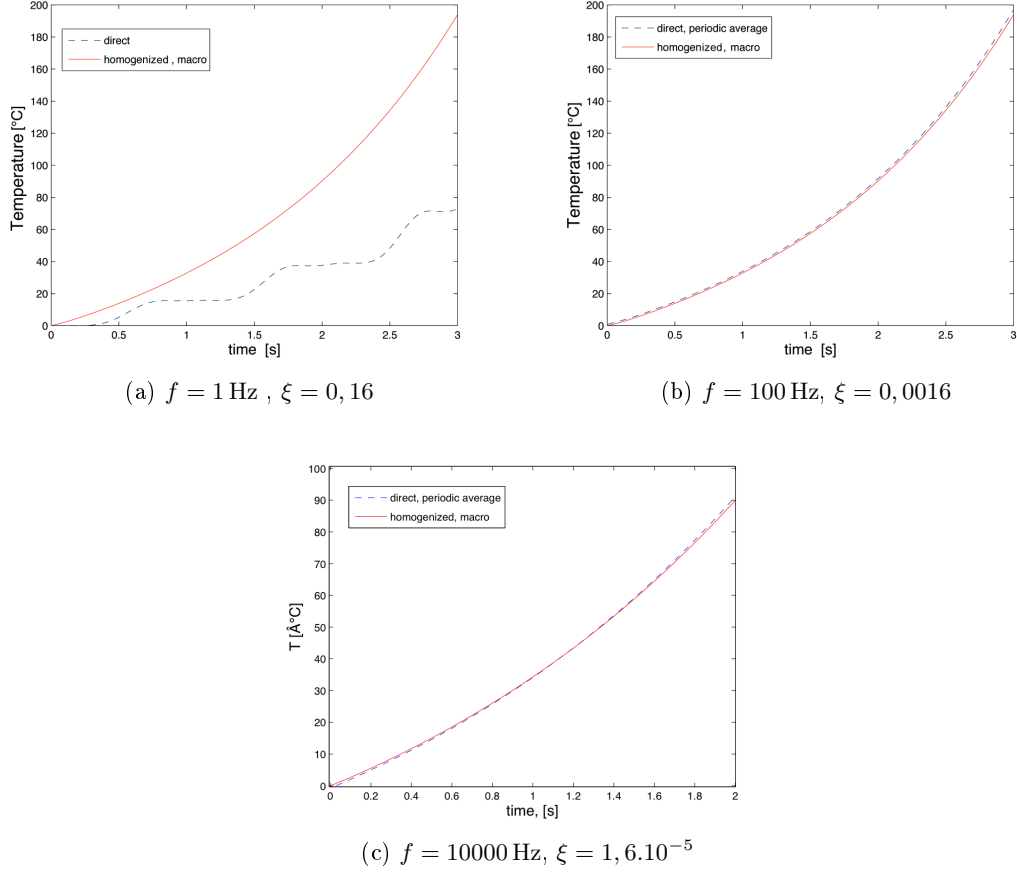 200
180
160
140
120
100
80
60
40
20
0
Temperature [°C]
direct
homogenized , macro
0 0.5 1 1.5 2 2.5 3
time [s]
(a) f = 1 Hz , ξ = 0, 16
200
180
160
140
120
100
80
60
40
20
0
Temperature [°C]
direct, periodic average
homogenized, macro
0 0.5 1 1.5 2 2.5 3
time [s]
(b) f = 100 Hz, ξ = 0, 0016
100
90
80
70
60
50
40
30
20
10
0
T [Â°C]
direct, periodic average
homogenized, macro
0 0.2 0.4 0.6 0.8 1 1.2 1.4 1.6 1.8 2
time, [s]
(c) f = 10000 Hz, ξ = 1, 6.10⁻⁵